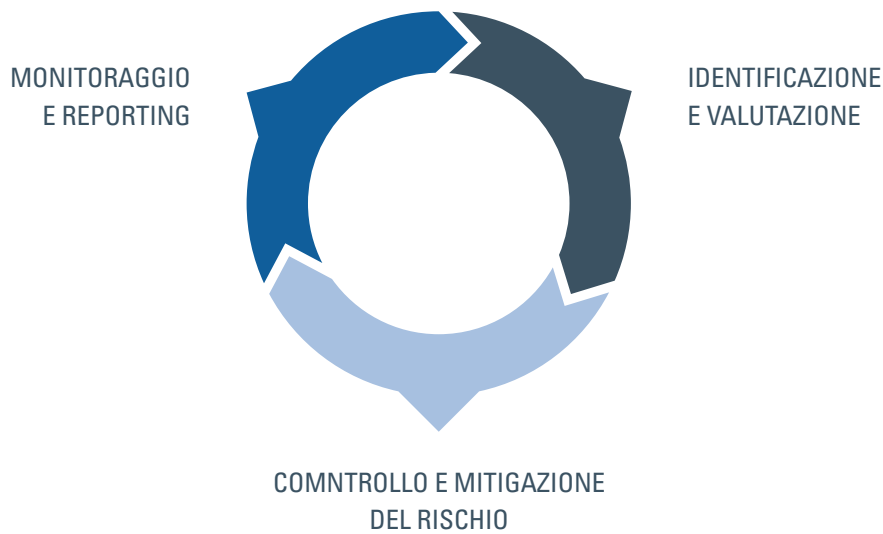 MONITORAGGIO
E REPORTING
IDENTIFICAZIONE
E VALUTAZIONE
COMNTROLLO E MITIGAZIONE
DEL RISCHIO